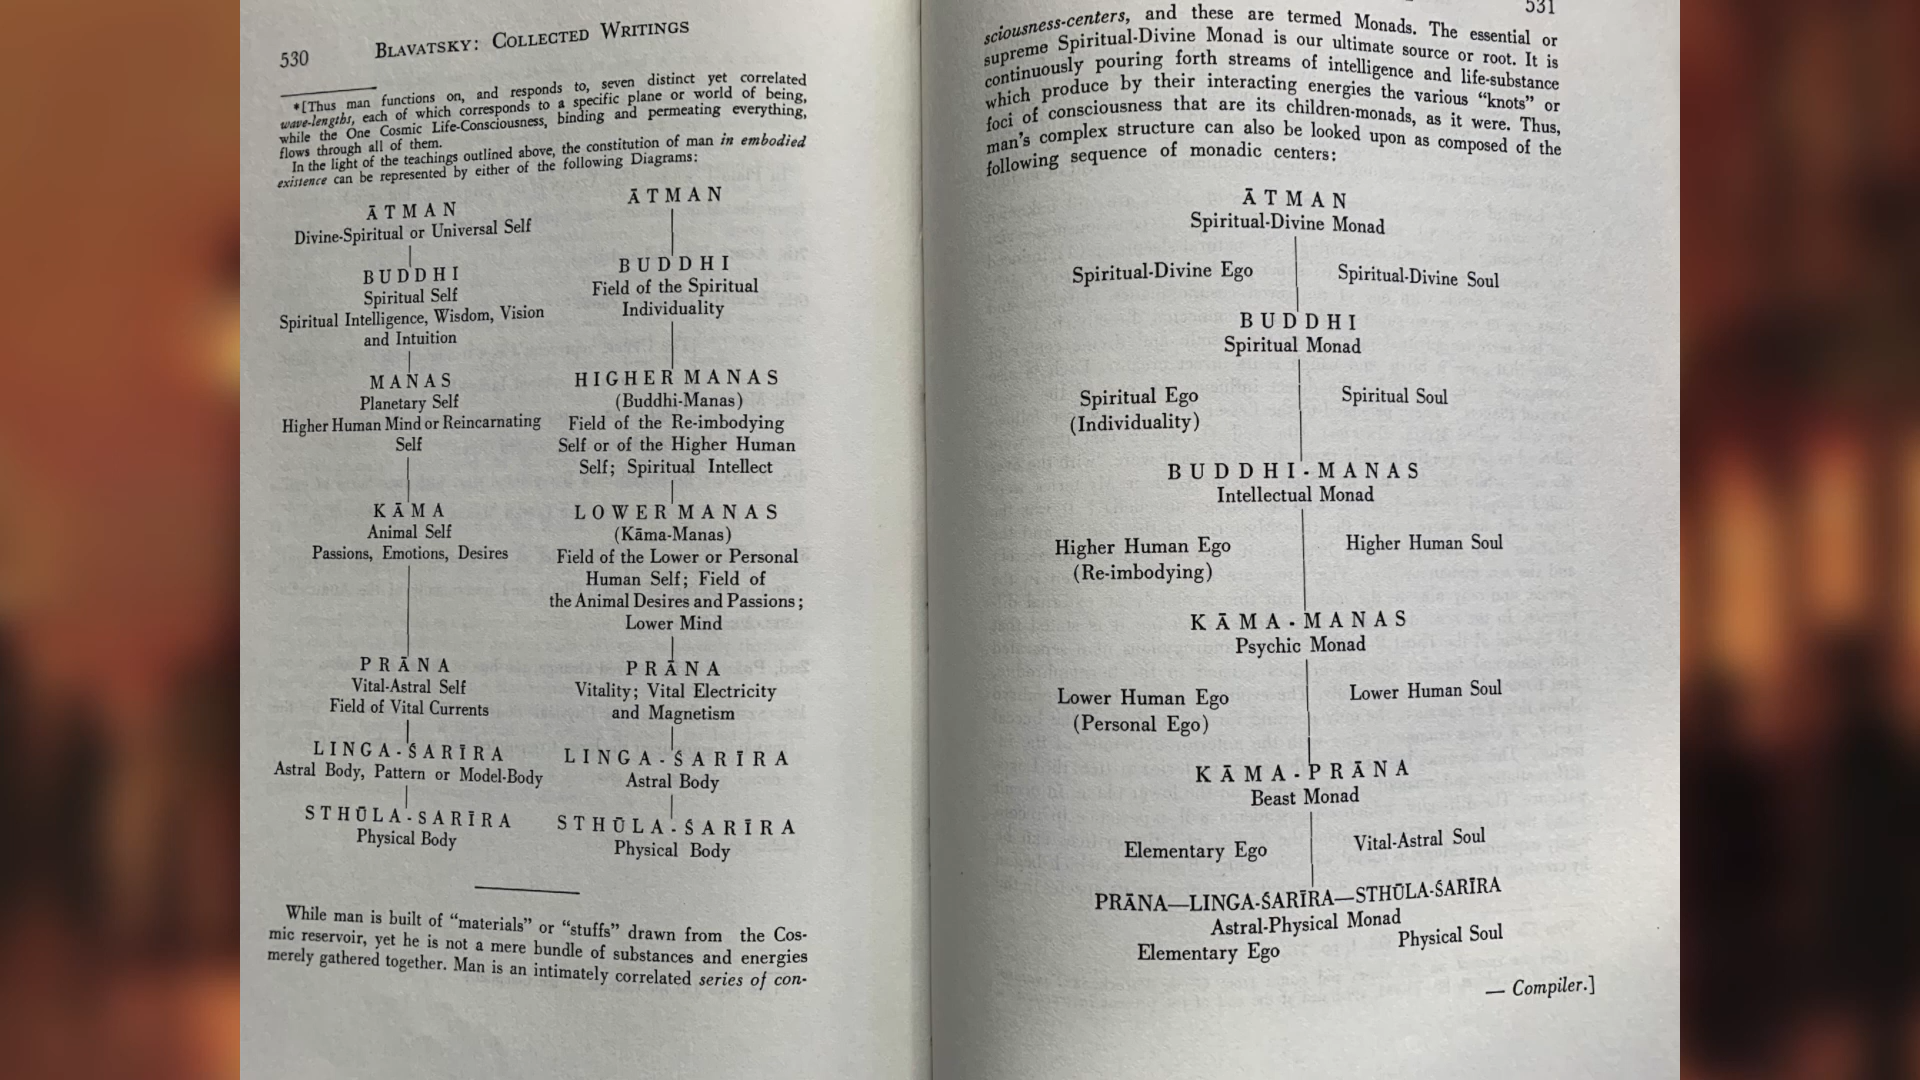 530
BLAVATSKY: COLLECTED WRITINGS
*[Thus man functions on, and responds to, seven distinct yet correlated
wave-lengths, each of which corresponds to a specific plane or world of being,
while the One Cosmic Life-Consciousness, binding and permeating everything,
flows through all of them.
In the light of the teachings outlined above, the constitution of man in embodied
existence can be represented by either of the following Diagrams:
ĀTMAN
Divine-Spiritual or Universal Self
BUDDHI
Spiritual Self
Spiritual Intelligence, Wisdom, Vision
and Intuition
MANAS
Planetary Self
Higher Human Mind or Reincarnating
Self
KĀMA
Animal Self
Passions, Emotions, Desires
PRĀNA
Vital-Astral Self
Field of Vital Currents
LINGA-ŚARĪRA
Astral Body, Pattern or Model-Body
STHŪLA-SARĪRA
Physical Body
ĀTMAN
BUDDHI
Field of the Spiritual
Individuality
HIGHER MANAS
(Buddhi-Manas)
Field of the Re-imbodying
Self or of the Higher Human
Self; Spiritual Intellect
LOWER MANAS
(Kāma-Manas)
Field of the Lower or Personal
Human Self; Field of
the Animal Desires and Passions;
Lower Mind
PRĀNA
Vitality; Vital Electricity
and Magnetism
LINGA-ŚARĪRA
Astral Body
STHŪLA-ŚARĪRA
Physical Body
While man is built of "materials" or "stuffs" drawn from the Cos-
mic reservoir, yet he is not a mere bundle of substances and energies
merely gathered together. Man is an intimately correlated series of con-
531
sciousness-centers, and these are termed Monads. The essential or
supreme Spiritual-Divine Monad is our ultimate source or root. It is
continuously pouring forth streams of intelligence and life-substance
which produce by their interacting energies the various "knots" or
foci of consciousness that are its children-monads, as it were. Thus,
man's complex structure can also be looked upon as composed of the
following sequence of monadic centers:
ĀTMAN
Spiritual-Divine Monad
Spiritual-Divine Ego Spiritual-Divine Soul
BUDDHI
Spiritual Monad
Spiritual Ego Spiritual Soul
(Individuality)
BUDDHI-MANAS
Intellectual Monad
Higher Human Ego Higher Human Soul
(Re-imbodying)
KĀMA-MANAS
Psychic Monad
Lower Human Ego Lower Human Soul
(Personal Ego)
KĀMA-PRĀNA
Beast Monad
Elementary Ego Vital-Astral Soul
PRĀNA—LINGA-ŚARĪRA—STHŪLA-ŚARĪRA
Astral-Physical Monad
Elementary Ego Physical Soul
— Compiler.]